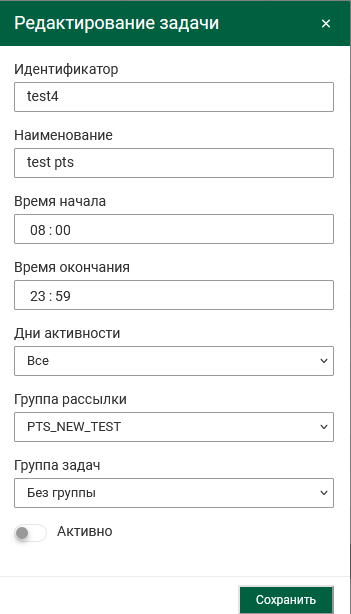 Редактирование задачи ×
Идентификатор
test4
Наименование
test pts
Время начала
08 : 00
Время окончания
23 : 59
Дни активности
Все
Группа рассылки
PTS_NEW_TEST
Группа задач
Без группы
Активно
Сохранить